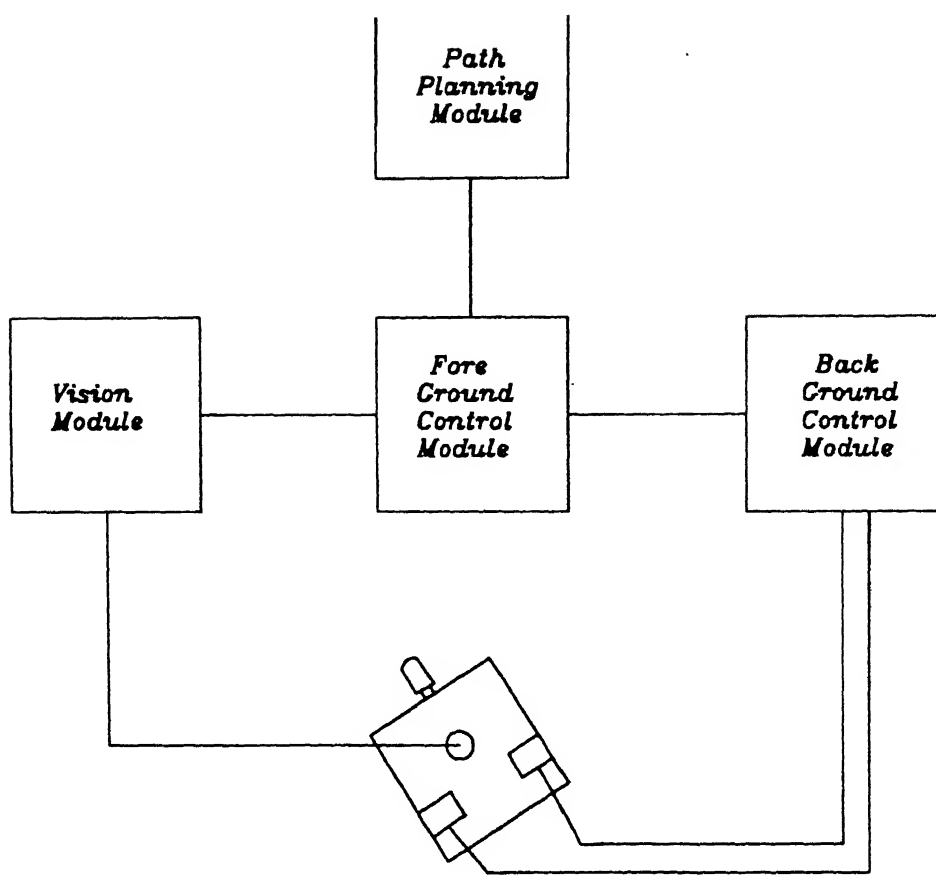 Path
Planning
Module
Vision
Module
Fore
Ground
Control
Module
Back
Ground
Control
Module